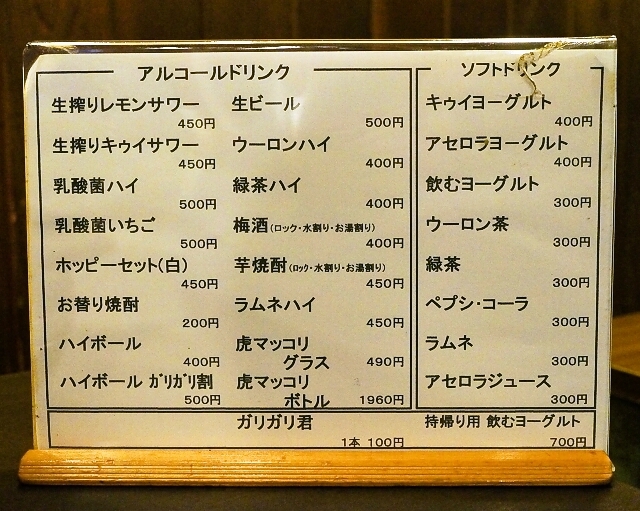 アルコールドリンク
生搾りレモンサワー
450円
生搾りキゥイサワー
450円
乳酸菌ハイ
500円
乳酸菌いちご
500円
ホッピーセット(白)
450円
お替り焼酎
200円
ハイボール
400円
ハイボール ガリガリ割
500円
生ビール
500円
ウーロンハイ
400円
緑茶ハイ
400円
梅酒(ロック・水割り・お湯割り)
400円
芋焼酎(ロック・水割り・お湯割り)
450円
ラムネハイ
450円
虎マッコリ
グラス 490円
虎マッコリ
ボトル 1960円
ソフトドリンク
キゥイヨーグルト
400円
アセロラヨーグルト
400円
飲むヨーグルト
300円
ウーロン茶
300円
緑茶
300円
ペプシ・コーラ
300円
ラムネ
300円
アセロラジュース
300円
ガリガリ君
1本 100円
持帰り用 飲むヨーグルト
700円